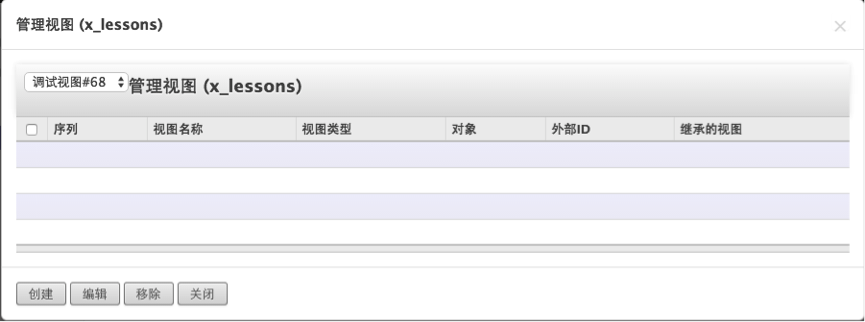 管理视图 (x_lessons)
×
调试视图#68 管理视图 (x_lessons)
序列 视图名称 视图类型 对象 外部ID 继承的视图
创建 编辑 移除 关闭